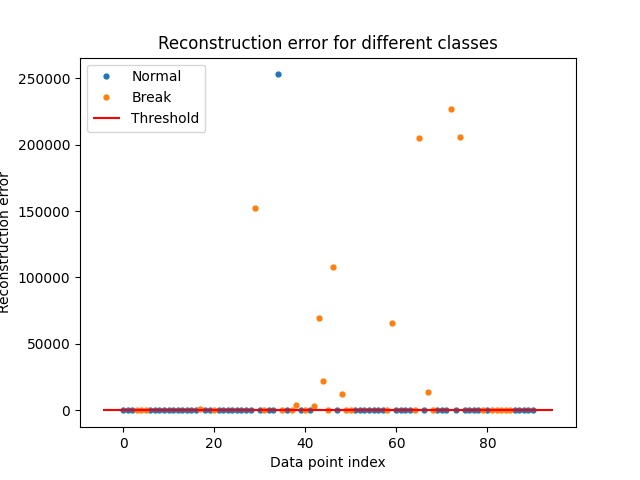 Reconstruction error for different classes
Normal
Break
Threshold
250000
200000
150000
100000
50000
0
Reconstruction error
0 20 40 60 80
Data point index